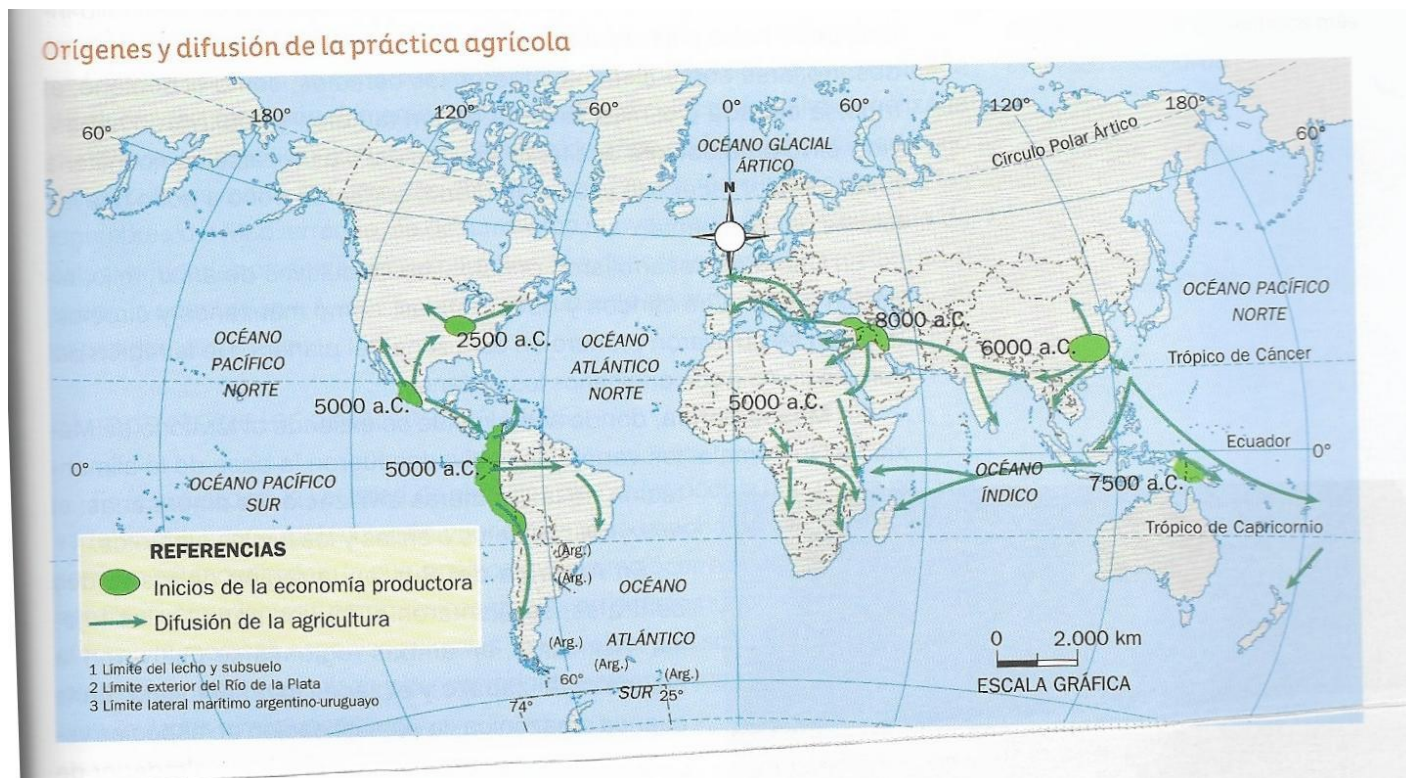 Orígenes y difusión de la práctica agrícola
60°
180°
120°
60°
0°
60°
120°
180°
60°
OCÉANO GLACIAL
ÁRTICO
Círculo Polar Ártico
N
OCÉANO
PACÍFICO
NORTE
2500 a.C.
OCÉANO
ATLÁNTICO
NORTE
8000 a.C.
6000 a.C.
OCÉANO PACÍFICO
NORTE
Trópico de Cáncer
5000 a.C.
5000 a.C.
5000 a.C.
0°
OCÉANO PACÍFICO
SUR
OCÉANO
ÍNDICO
7500 a.C.
Ecuador
0°
Trópico de Capricornio
REFERENCIAS
Inicios de la economía productora
Difusión de la agricultura
1 Límite del lecho y subsuelo
2 Límite exterior del Río de la Plata
3 Límite lateral marítimo argentino-uruguayo
(Arg.)
(Arg.)
(Arg.)
(Arg.)
(Arg.)
OCÉANO
ATLÁNTICO
SUR
60°
74°
25°
0
2.000 km
ESCALA GRÁFICA